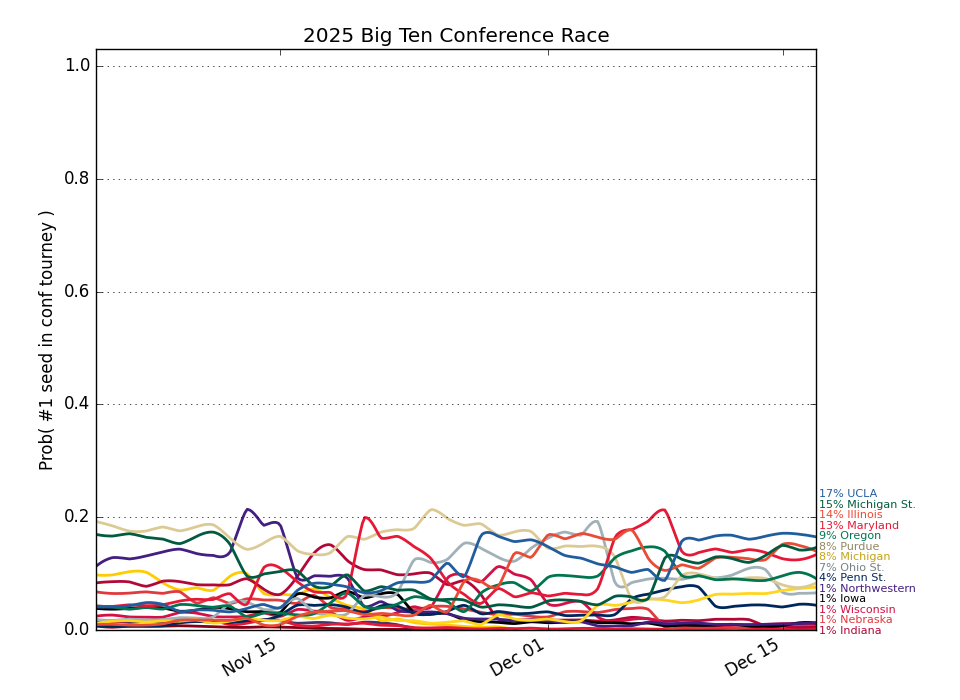 2025 Big Ten Conference Race
Prob( #1 seed in conf tourney )
1.0
0.8
0.6
0.4
0.2
0.0
Nov 15
Dec 01
Dec 15
17% UCLA
15% Michigan St.
14% Illinois
13% Maryland
9% Oregon
8% Purdue
8% Michigan
7% Ohio St.
4% Penn St.
1% Northwestern
1% Iowa
1% Wisconsin
1% Nebraska
1% Indiana